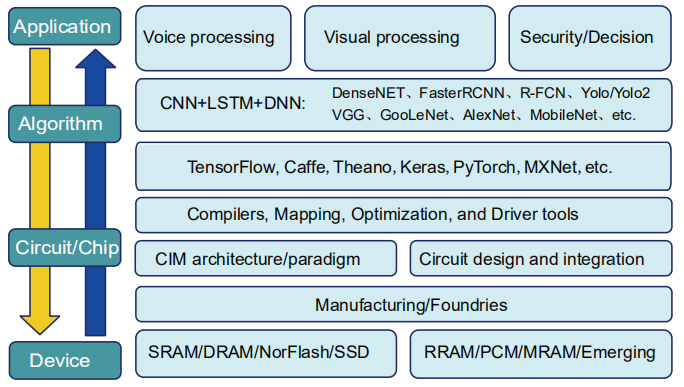 Application
Voice processing
Visual processing
Security/Decision
CNN+LSTM+DNN:
DenseNET、FasterRCNN、R-FCN、Yolo/Yolo2
VGG、GooLeNet、AlexNet、MobileNet、etc.
Algorithm
TensorFlow, Caffe, Theano, Keras, PyTorch, MXNet, etc.
Compilers, Mapping, Optimization, and Driver tools
Circuit/Chip
CIM architecture/paradigm
Circuit design and integration
Manufacturing/Foundries
Device
SRAM/DRAM/NorFlash/SSD
RRAM/PCM/MRAM/Emerging